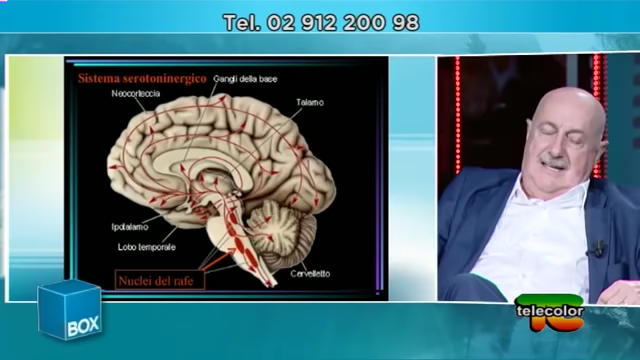 Tel. 02 912 200 98
Sistema serotoninergico
Gangli della base
Neocorteccia
Talamo
Ipotalamo
Lobo temporale
Cervelletto
Nuclei del rafe
BOX
telecolor
TC